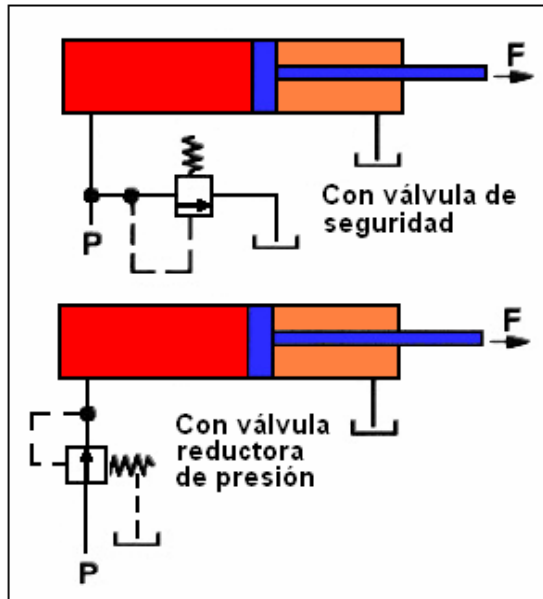 F
Con válvula de
seguridad
P
F
Con válvula
reductora
de presión
P